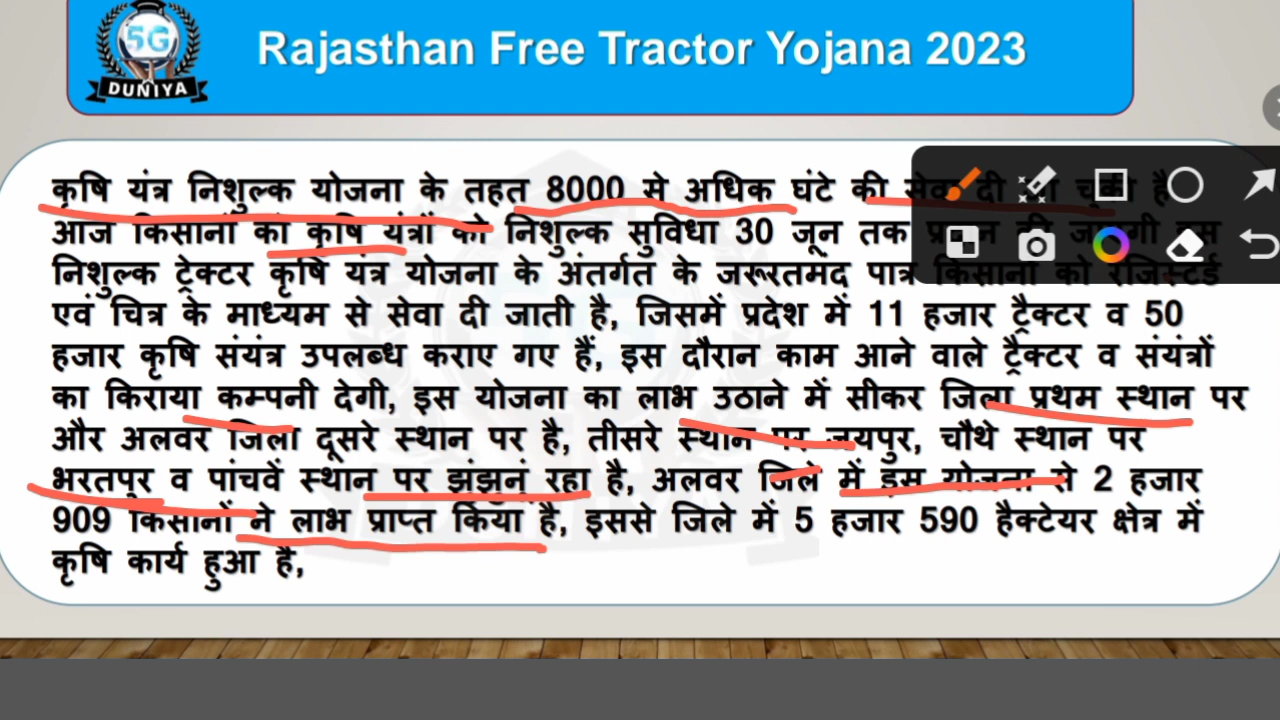 5G
DUNIYA
Rajasthan Free Tractor Yojana 2023
कृषि यंत्र निशुल्क योजना के तहत 8000 से अधिक घंटे की सेवा दी
आज किसानों को कृषि यंत्रों को निशुल्क सुविधा 30 जून तक
निशुल्क ट्रेक्टर कृषि यंत्र योजना के अंतर्गत के जरूरतमंद पात्र किसानों को रजिस्टर्ड
एवं चित्र के माध्यम से सेवा दी जाती है, जिसमें प्रदेश में 11 हजार ट्रैक्टर व 50
हजार कृषि संयंत्र उपलब्ध कराए गए हैं, इस दौरान काम आने वाले ट्रैक्टर व संयंत्रों
का किराया कम्पनी देगी, इस योजना का लाभ उठाने में सीकर जिला प्रथम स्थान पर
और अलवर जिला दूसरे स्थान पर है, तीसरे स्थान पर जयपुर, चौथे स्थान पर
भरतपुर व पांचवें स्थान पर झुंझुनूं रहा है, अलवर जिले में इस योजना से 2 हजार
909 किसानों ने लाभ प्राप्त किया है, इससे जिले में 5 हजार 590 हैक्टेयर क्षेत्र में
कृषि कार्य हुआ है,